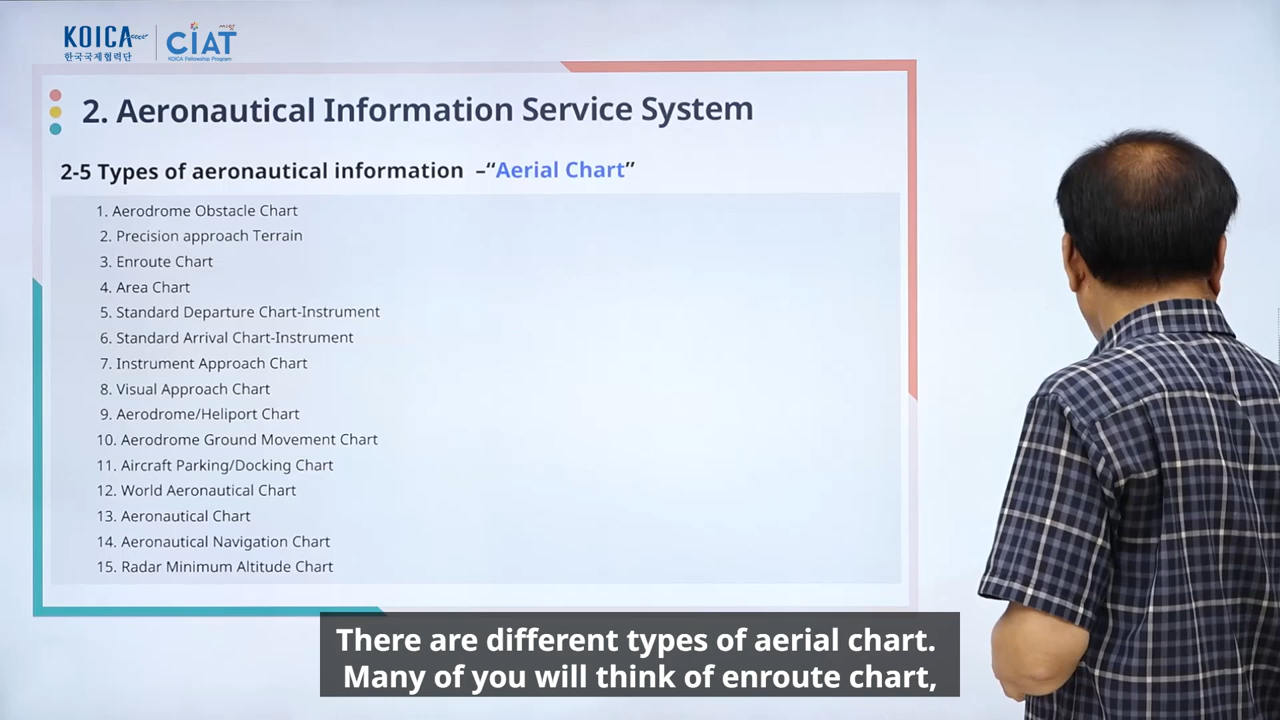 KOICA
한국국제협력단
CIAT
KOICA Fellowship Program
2. Aeronautical Information Service System
2-5 Types of aeronautical information –“Aerial Chart”
1. Aerodrome Obstacle Chart
2. Precision approach Terrain
3. Enroute Chart
4. Area Chart
5. Standard Departure Chart-Instrument
6. Standard Arrival Chart-Instrument
7. Instrument Approach Chart
8. Visual Approach Chart
9. Aerodrome/Heliport Chart
10. Aerodrome Ground Movement Chart
11. Aircraft Parking/Docking Chart
12. World Aeronautical Chart
13. Aeronautical Chart
14. Aeronautical Navigation Chart
15. Radar Minimum Altitude Chart
There are different types of aerial chart.
Many of you will think of enroute chart,